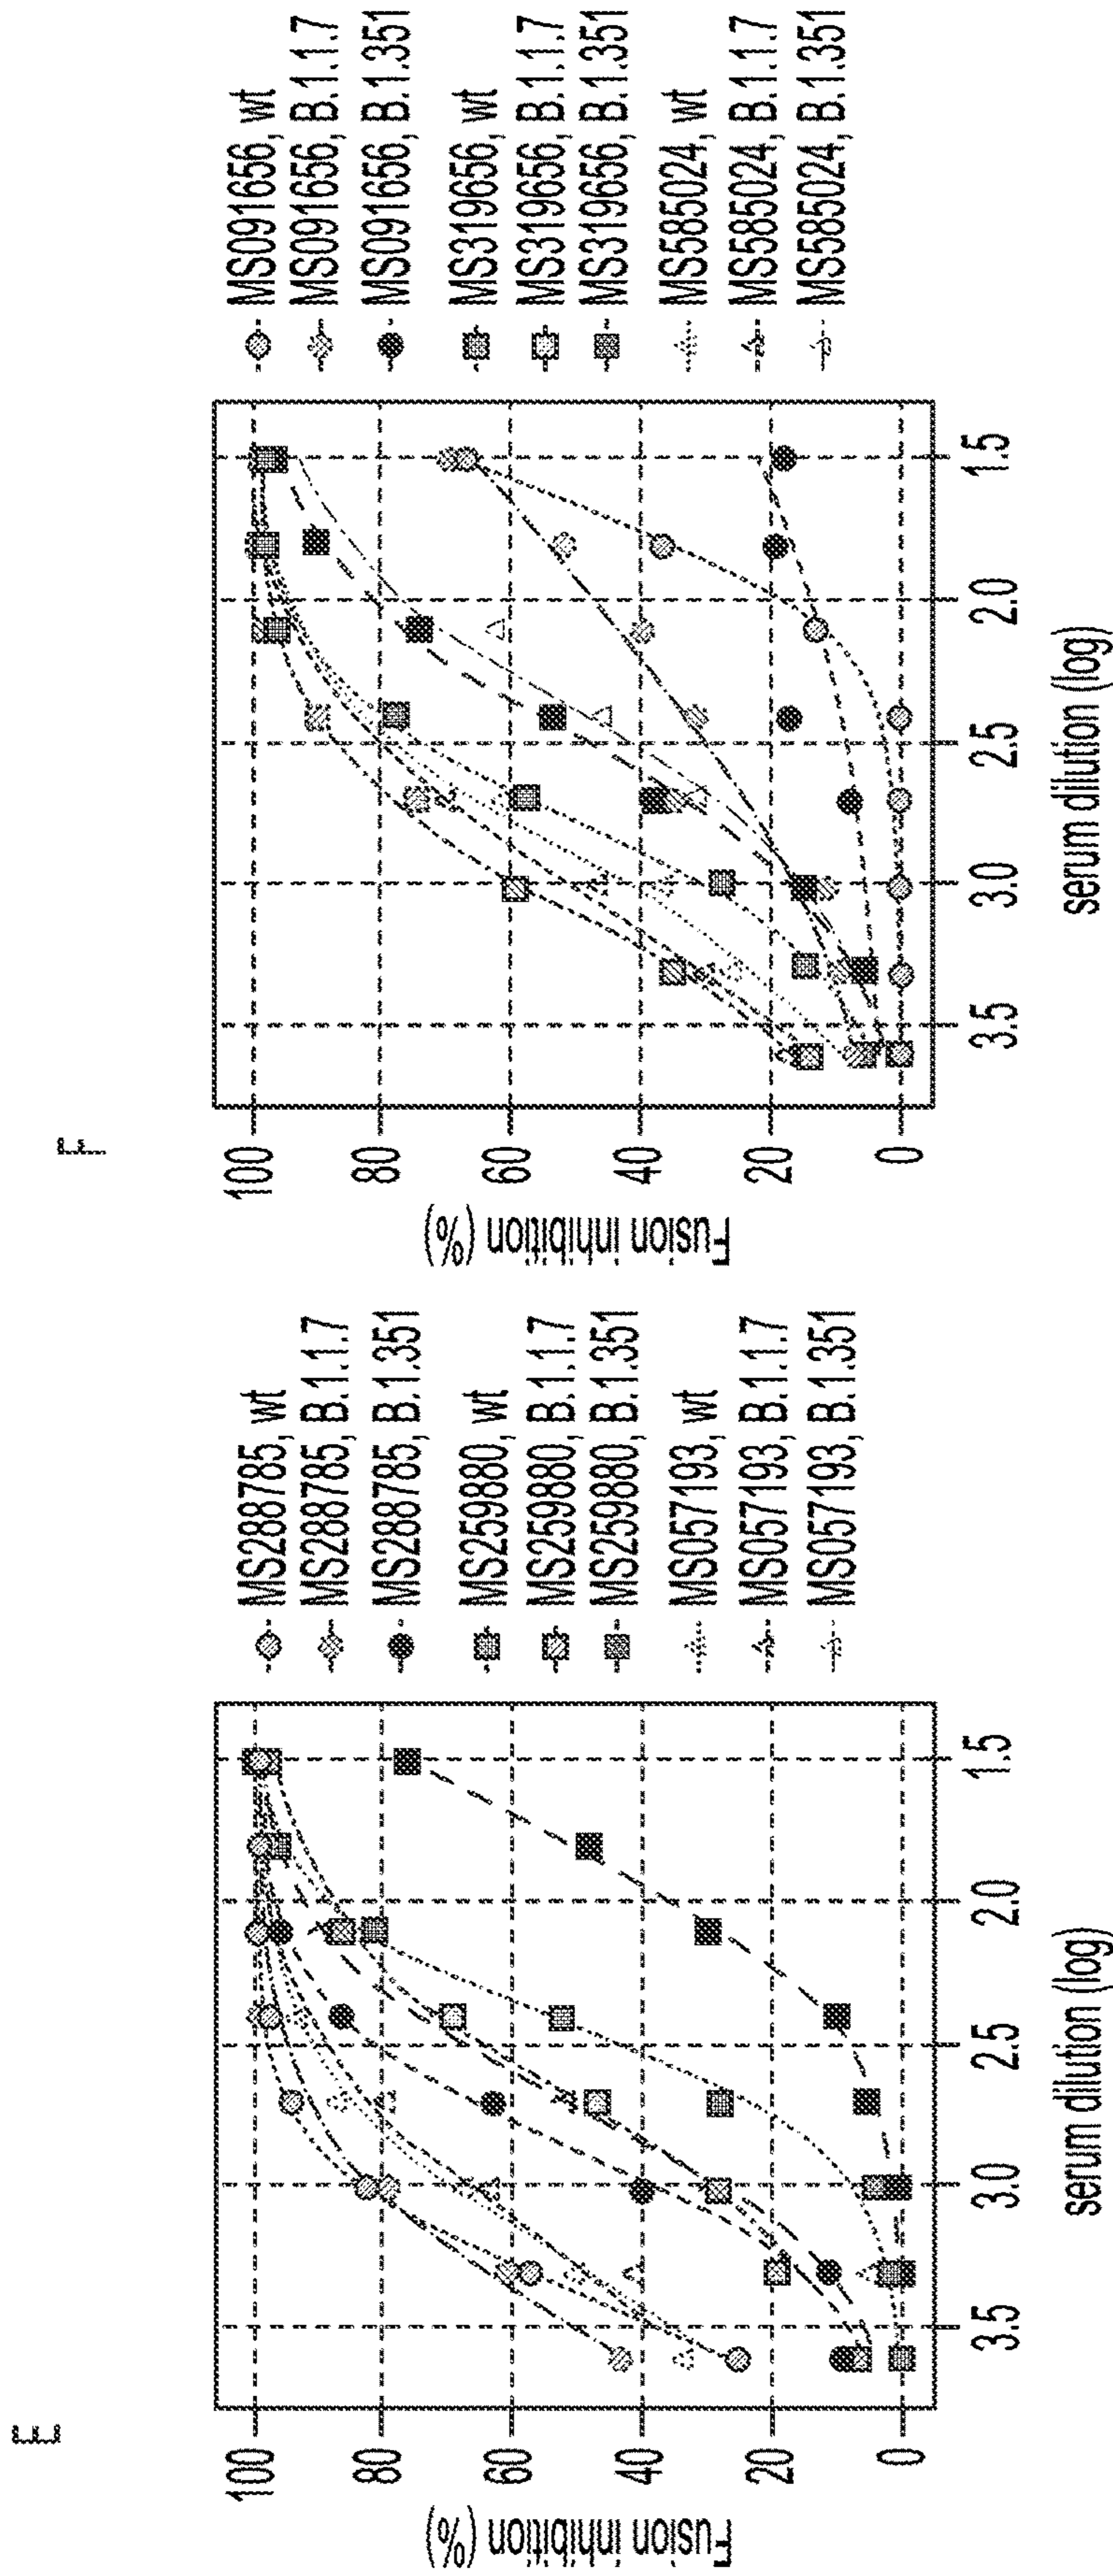 E
Fusion inhibition (%)
100
80
60
40
20
0
3.5
3.0
2.5
2.0
1.5
serum dilution (log)
MS288785, wt
MS288785, B.1.1.7
MS288785, B.1.351
MS259880, wt
MS259880, B.1.1.7
MS259880, B.1.351
MS057193, wt
MS057193, B.1.1.7
MS057193, B.1.351
F
Fusion inhibition (%)
100
80
60
40
20
0
3.5
3.0
2.5
2.0
1.5
serum dilution (log)
MS091656, wt
MS091656, B.1.1.7
MS091656, B.1.351
MS319656, wt
MS319656, B.1.1.7
MS319656, B.1.351
MS585024, wt
MS585024, B.1.1.7
MS585024, B.1.351